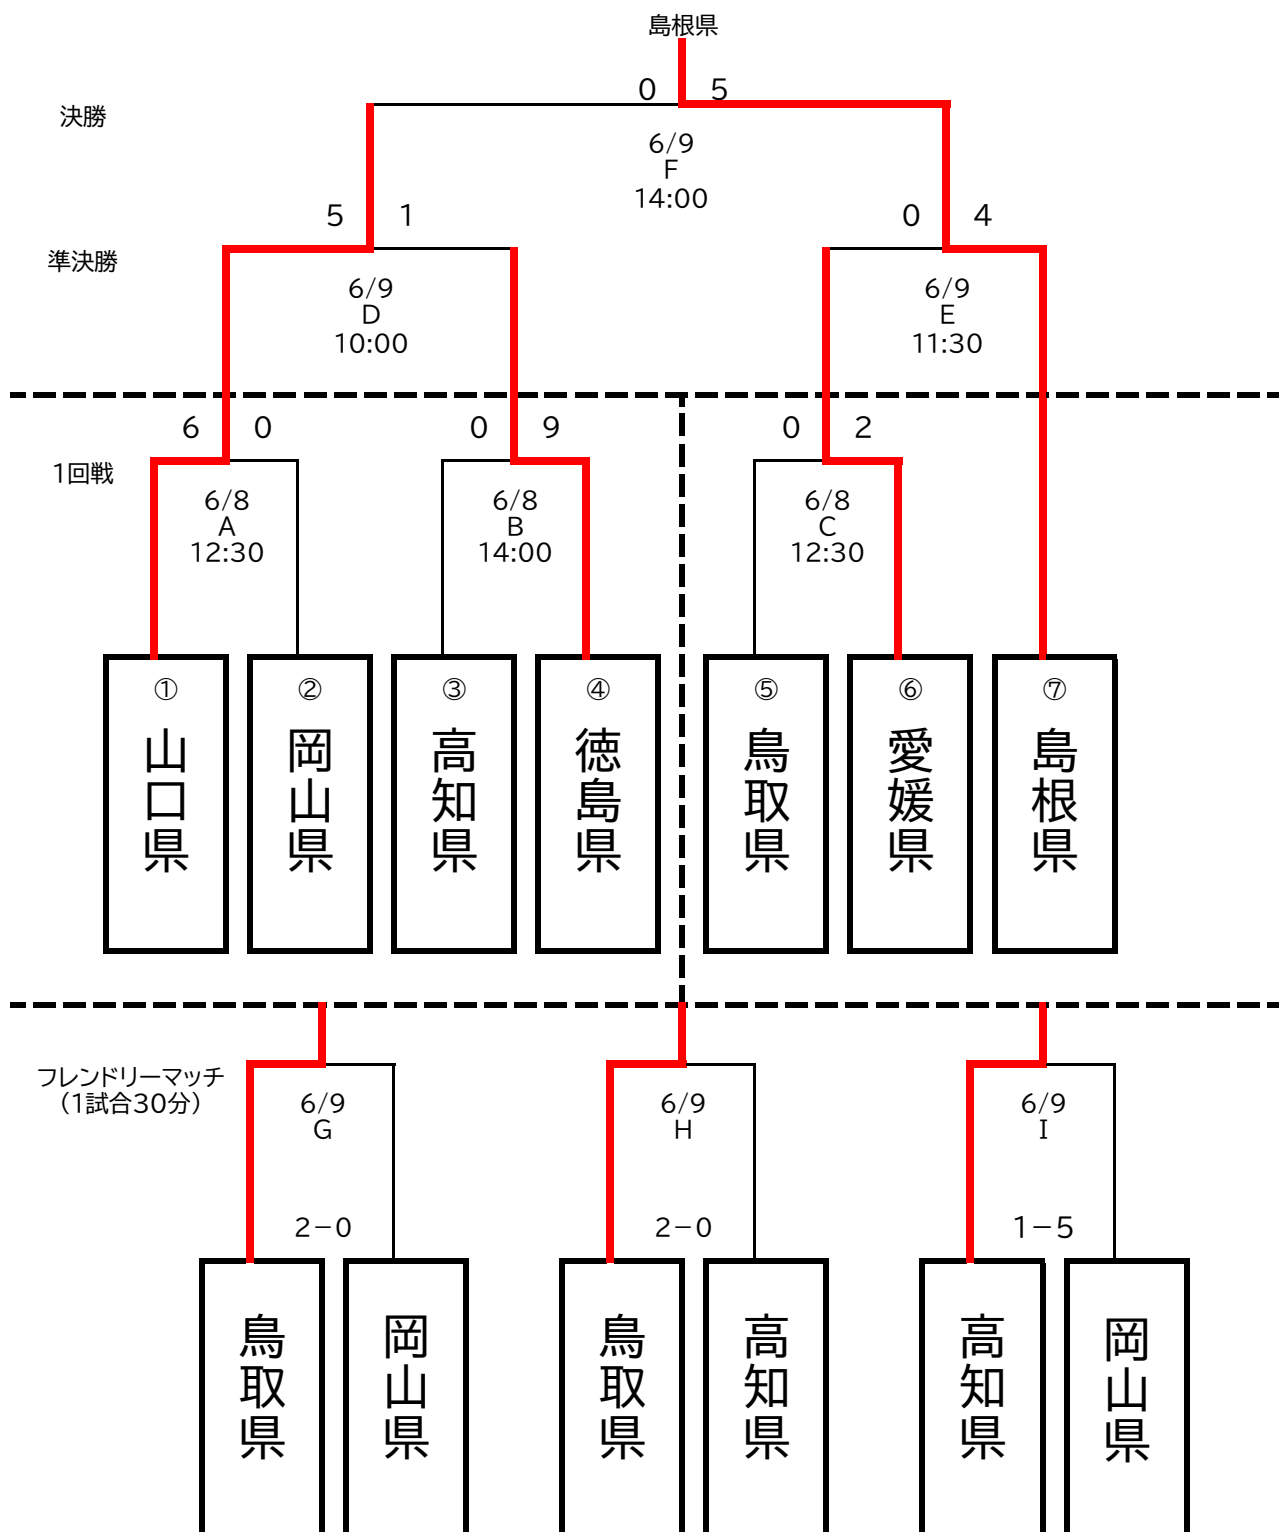 島根県
0 5
決勝
6/9
F
14:00
5 1
0 4
準決勝
6/9
D
10:00
6/9
E
11:30
6 0
0 9
0 2
1回戦
6/8
A
12:30
6/8
B
14:00
6/8
C
12:30
①
山口県
②
岡山県
③
高知県
④
徳島県
⑤
鳥取県
⑥
愛媛県
⑦
島根県
フレンドリーマッチ
（1試合30分）
6/9
G
2－0
6/9
H
2－0
6/9
I
1－5
鳥取県
岡山県
鳥取県
高知県
高知県
岡山県